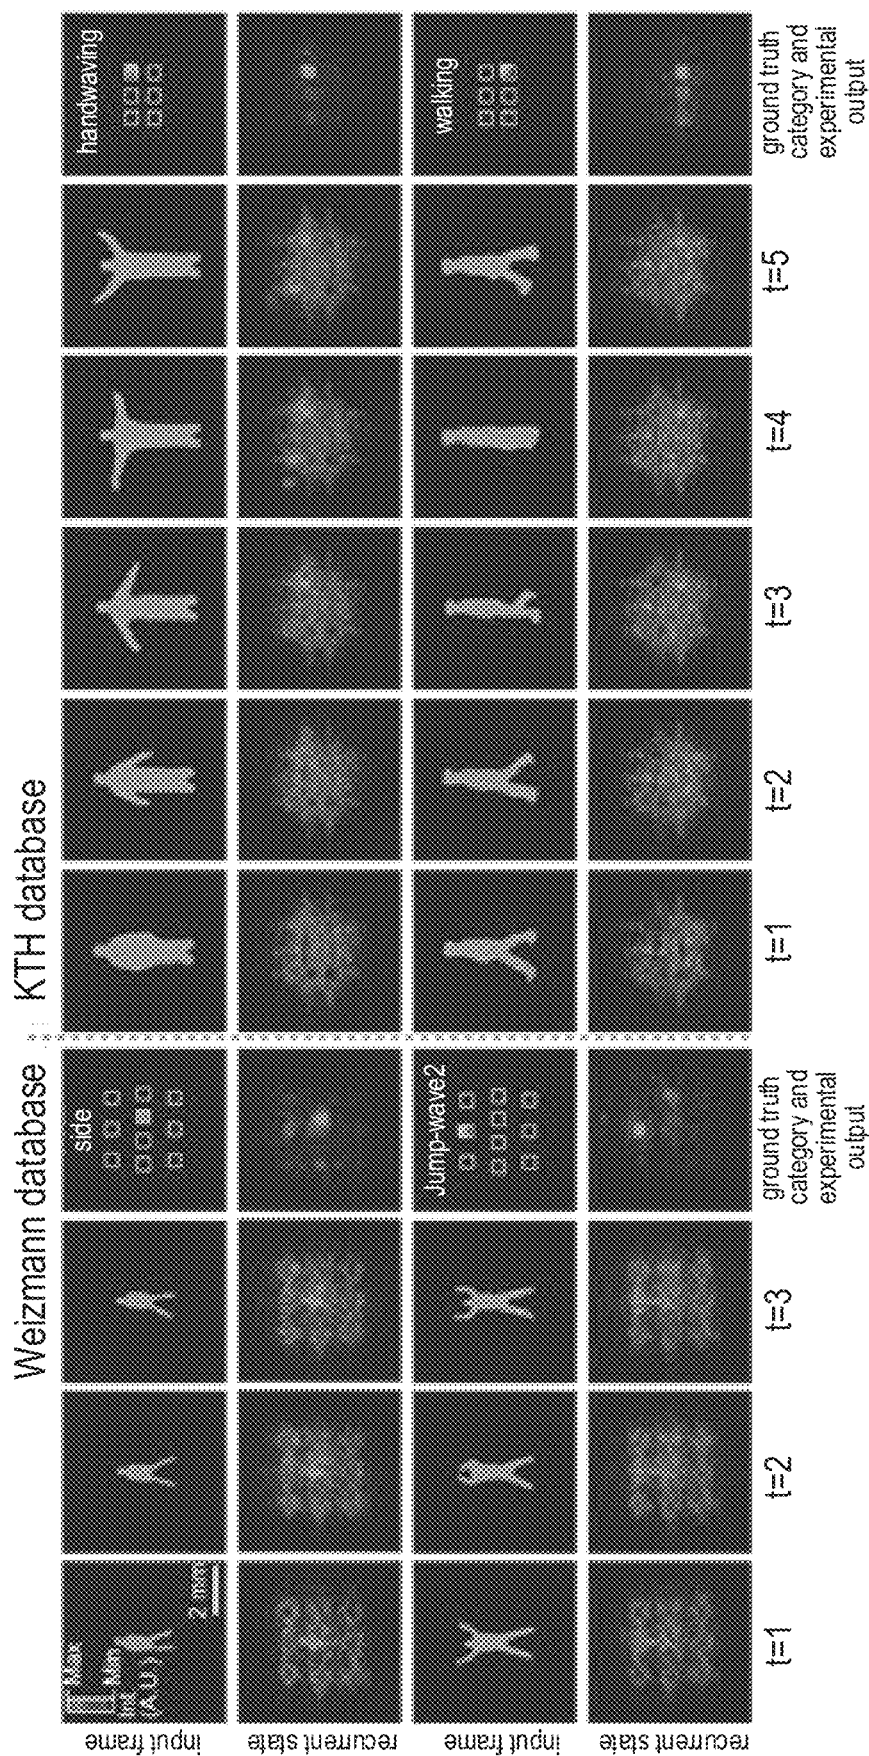 Weizmann database
KTH database
input frame
recurrent state
input frame
recurrent state
Max
Min
Int.
(A.U.)
2 mm
side
Jump-wave2
handwaving
walking
t=1
t=2
t=3
ground truth
category and
experimental
output
t=1
t=2
t=3
t=4
t=5
ground truth
category and
experimental
output